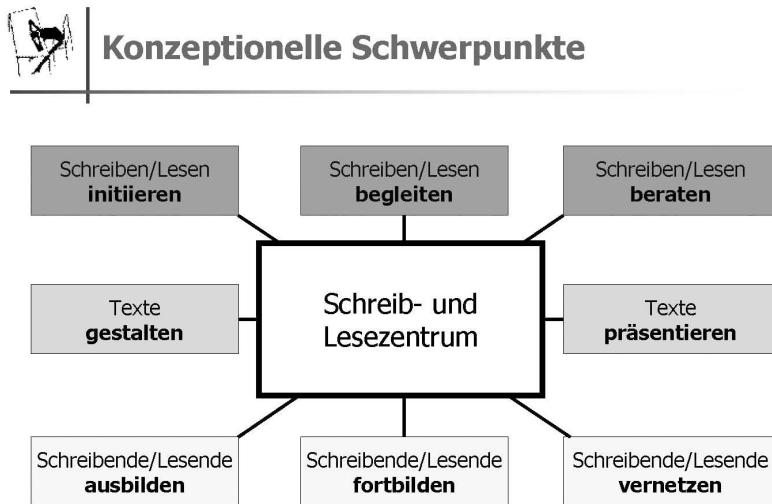 Konzeptionelle Schwerpunkte
Schreiben/Lesen
initiieren
Schreiben/Lesen
begleiten
Schreiben/Lesen
beraten
Texte
gestalten
Schreib- und
Lesezentrum
Texte
präsentieren
Schreibende/Lesende
ausbilden
Schreibende/Lesende
fortbilden
Schreibende/Lesende
vernetzen